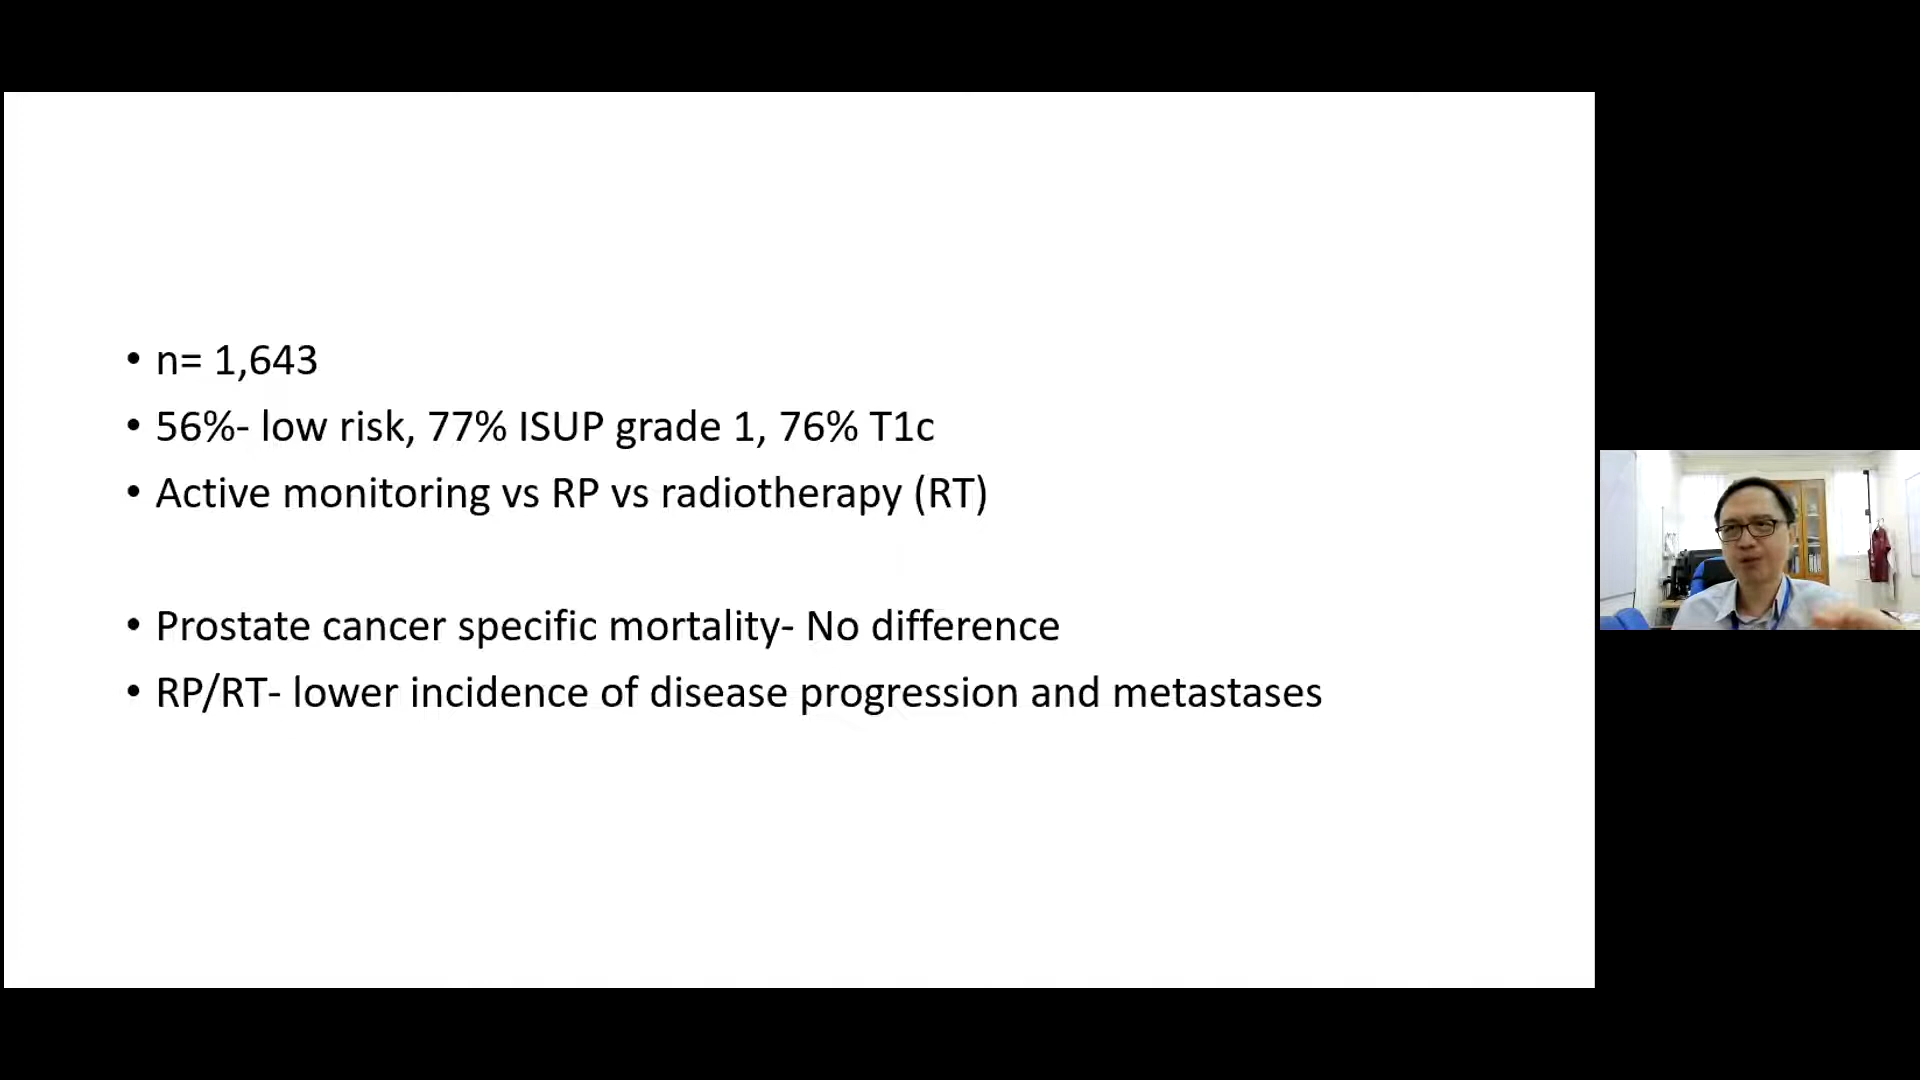 • n= 1,643
• 56%- low risk, 77% ISUP grade 1, 76% T1c
• Active monitoring vs RP vs radiotherapy (RT)
• Prostate cancer specific mortality- No difference
• RP/RT- lower incidence of disease progression and metastases